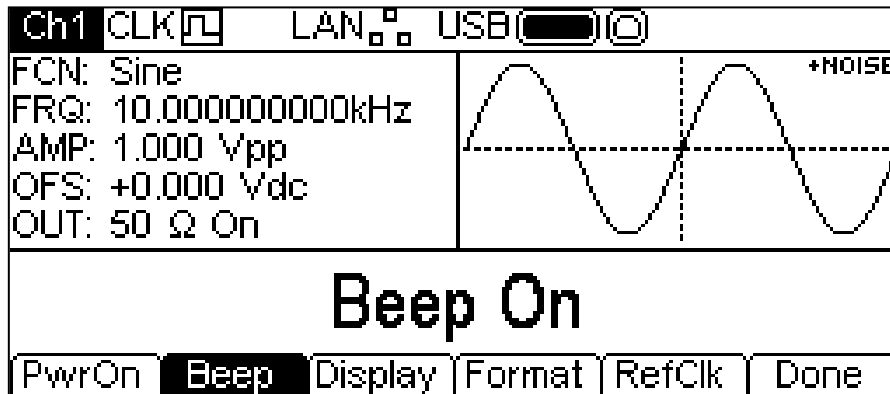 Ch1 CLK LAN USB
FCN: Sine
FRQ: 10.000000000kHz
AMP: 1.000 Vpp
OFS: +0.000 Vdc
OUT: 50 Ω On
+NOISE
Beep On
PwrOn Beep Display Format RefClk Done